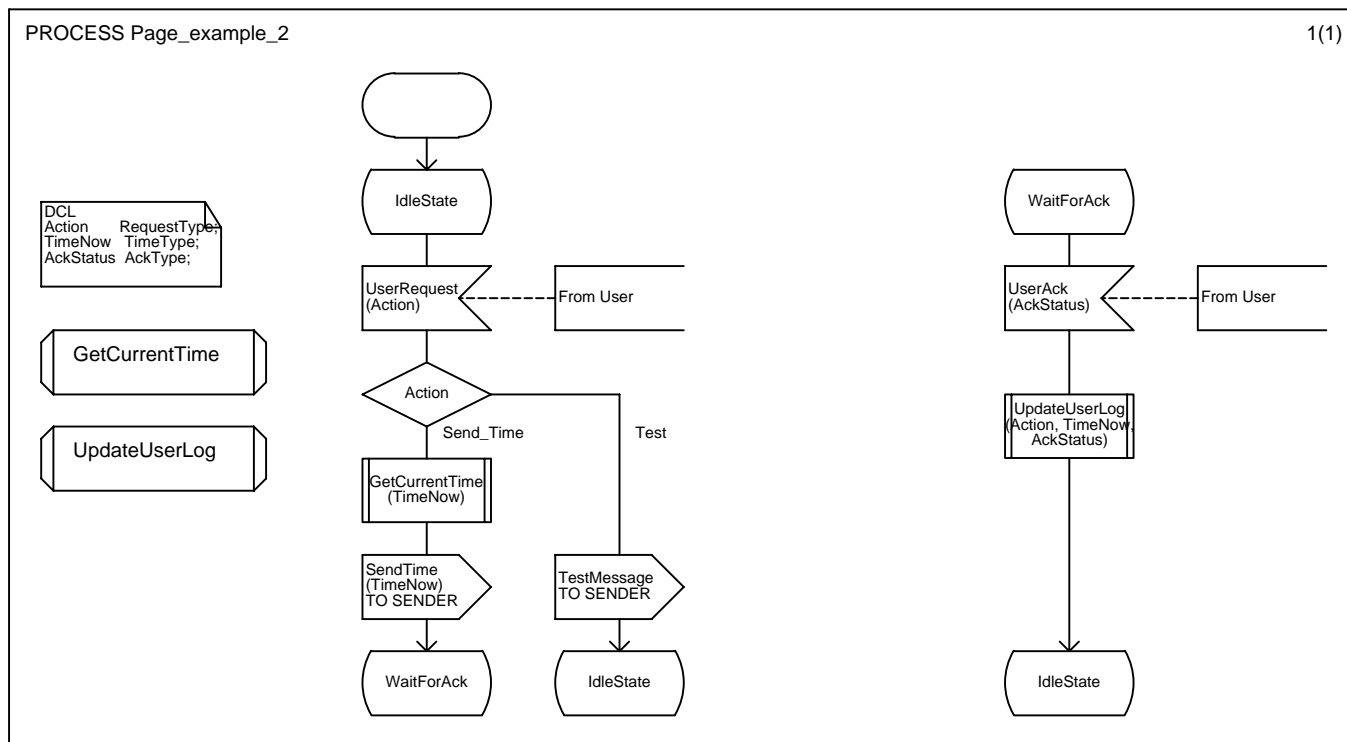 PROCESS Page_example_2
1(1)
DCL
Action RequestType;
TimeNow TimeType;
AckStatus AckType;
GetCurrentTime
UpdateUserLog
IdleState
UserRequest
(Action)
From User
Action
Send_Time
Test
GetCurrentTime
(TimeNow)
SendTime
(TimeNow)
TO SENDER
TestMessage
TO SENDER
WaitForAck
IdleState
WaitForAck
UserAck
(AckStatus)
From User
UpdateUserLog
(Action, TimeNow,
AckStatus)
IdleState